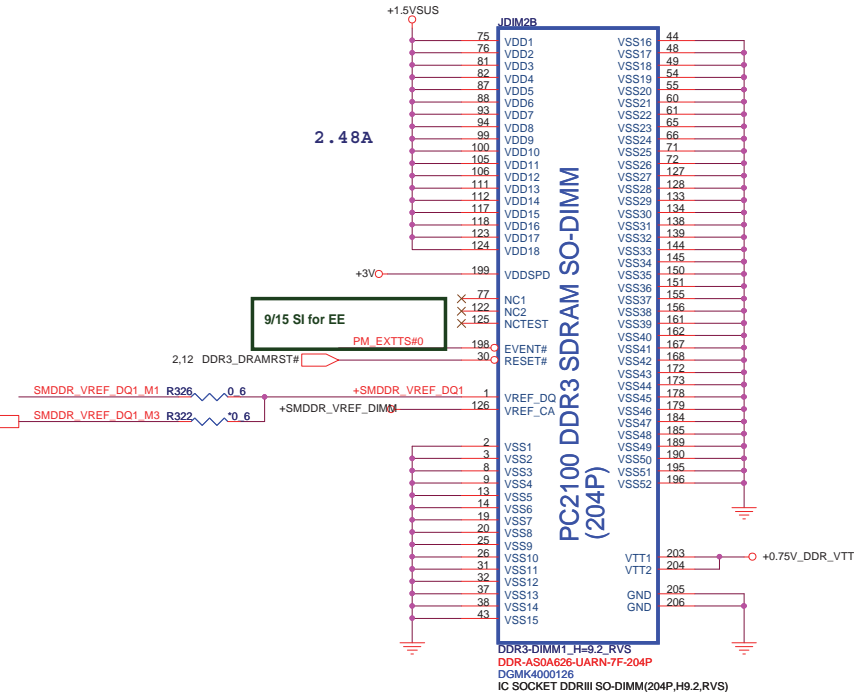 +1.5VSUS
JDIM2B
75 VDD1 VSS16 44
76 VDD2 VSS17 48
81 VDD3 VSS18 49
82 VDD4 VSS19 54
87 VDD5 VSS20 55
88 VDD6 VSS21 60
93 VDD7 VSS22 61
94 VDD8 VSS23 65
99 VDD9 VSS24 66
100 VDD10 VSS25 71
105 VDD11 VSS26 72
106 VDD12 VSS27 127
111 VDD13 VSS28 128
112 VDD14 VSS29 133
117 VDD15 VSS30 134
118 VDD16 VSS31 138
123 VDD17 VSS32 139
124 VDD18 VSS33 144
VSS34 145
+3V 199 VDDSPD VSS35 150
VSS36 151
77 NC1 VSS37 155
122 NC2 VSS38 156
125 NCTEST VSS39 161
VSS40 162
198 EVENT# VSS41 167
30 RESET# VSS42 168
VSS43 172
VSS44 173
1 VREF_DQ VSS45 178
126 VREF_CA VSS46 179
VSS47 184
VSS48 185
2 VSS1 VSS49 189
3 VSS2 VSS50 190
8 VSS3 VSS51 195
9 VSS4 VSS52 196
13 VSS5
14 VSS6
19 VSS7
20 VSS8
25 VSS9
26 VSS10 VTT1 203
31 VSS11 VTT2 204
32 VSS12
37 VSS13 GND 205
38 VSS14 GND 206
43 VSS15
2.48A
9/15 SI for EE
PM_EXTTS#0
2,12 DDR3_DRAMRST#
SMDDR_VREF_DQ1_M1 R326 0_6 +SMDDR_VREF_DQ1
+SMDDR_VREF_DIMM
SMDDR_VREF_DQ1_M3 R322 *0_6
PC2100 DDR3 SDRAM SO-DIMM
(204P)
+0.75V_DDR_VTT
DDR3-DIMM1_H=9.2_RVS
DDR-AS0A626-UARN-7F-204P
DGMK4000126
IC SOCKET DDRIII SO-DIMM(204P,H9.2,RVS)